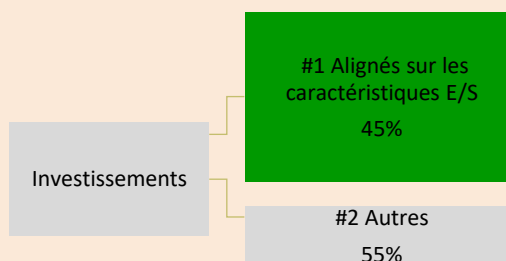 #1 Alignés sur les
caractéristiques E/S
45%
Investissements
#2 Autres
55%